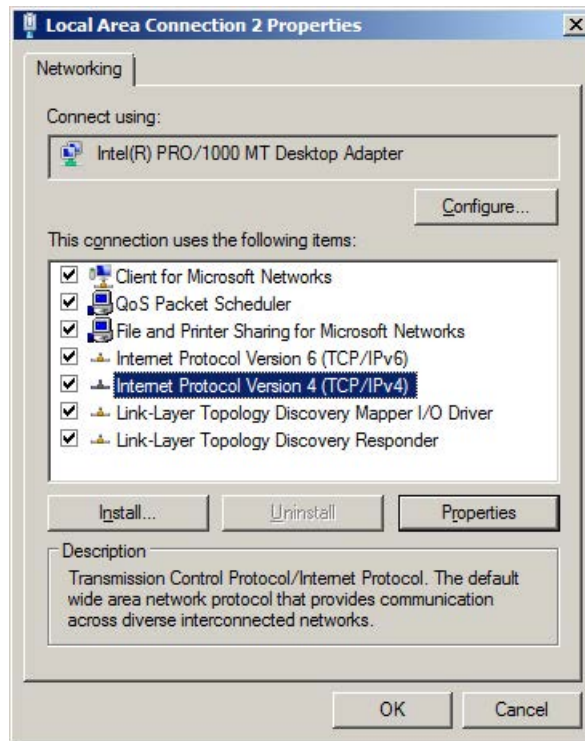 Local Area Connection 2 Properties
Networking
Connect using:
Intel(R) PRO/1000 MT Desktop Adapter
Configure...
This connection uses the following items:
Client for Microsoft Networks
QoS Packet Scheduler
File and Printer Sharing for Microsoft Networks
Internet Protocol Version 6 (TCP/IPv6)
Internet Protocol Version 4 (TCP/IPv4)
Link-Layer Topology Discovery Mapper I/O Driver
Link-Layer Topology Discovery Responder
Install... Uninstall Properties
Description
Transmission Control Protocol/Internet Protocol. The default
wide area network protocol that provides communication
across diverse interconnected networks.
OK Cancel